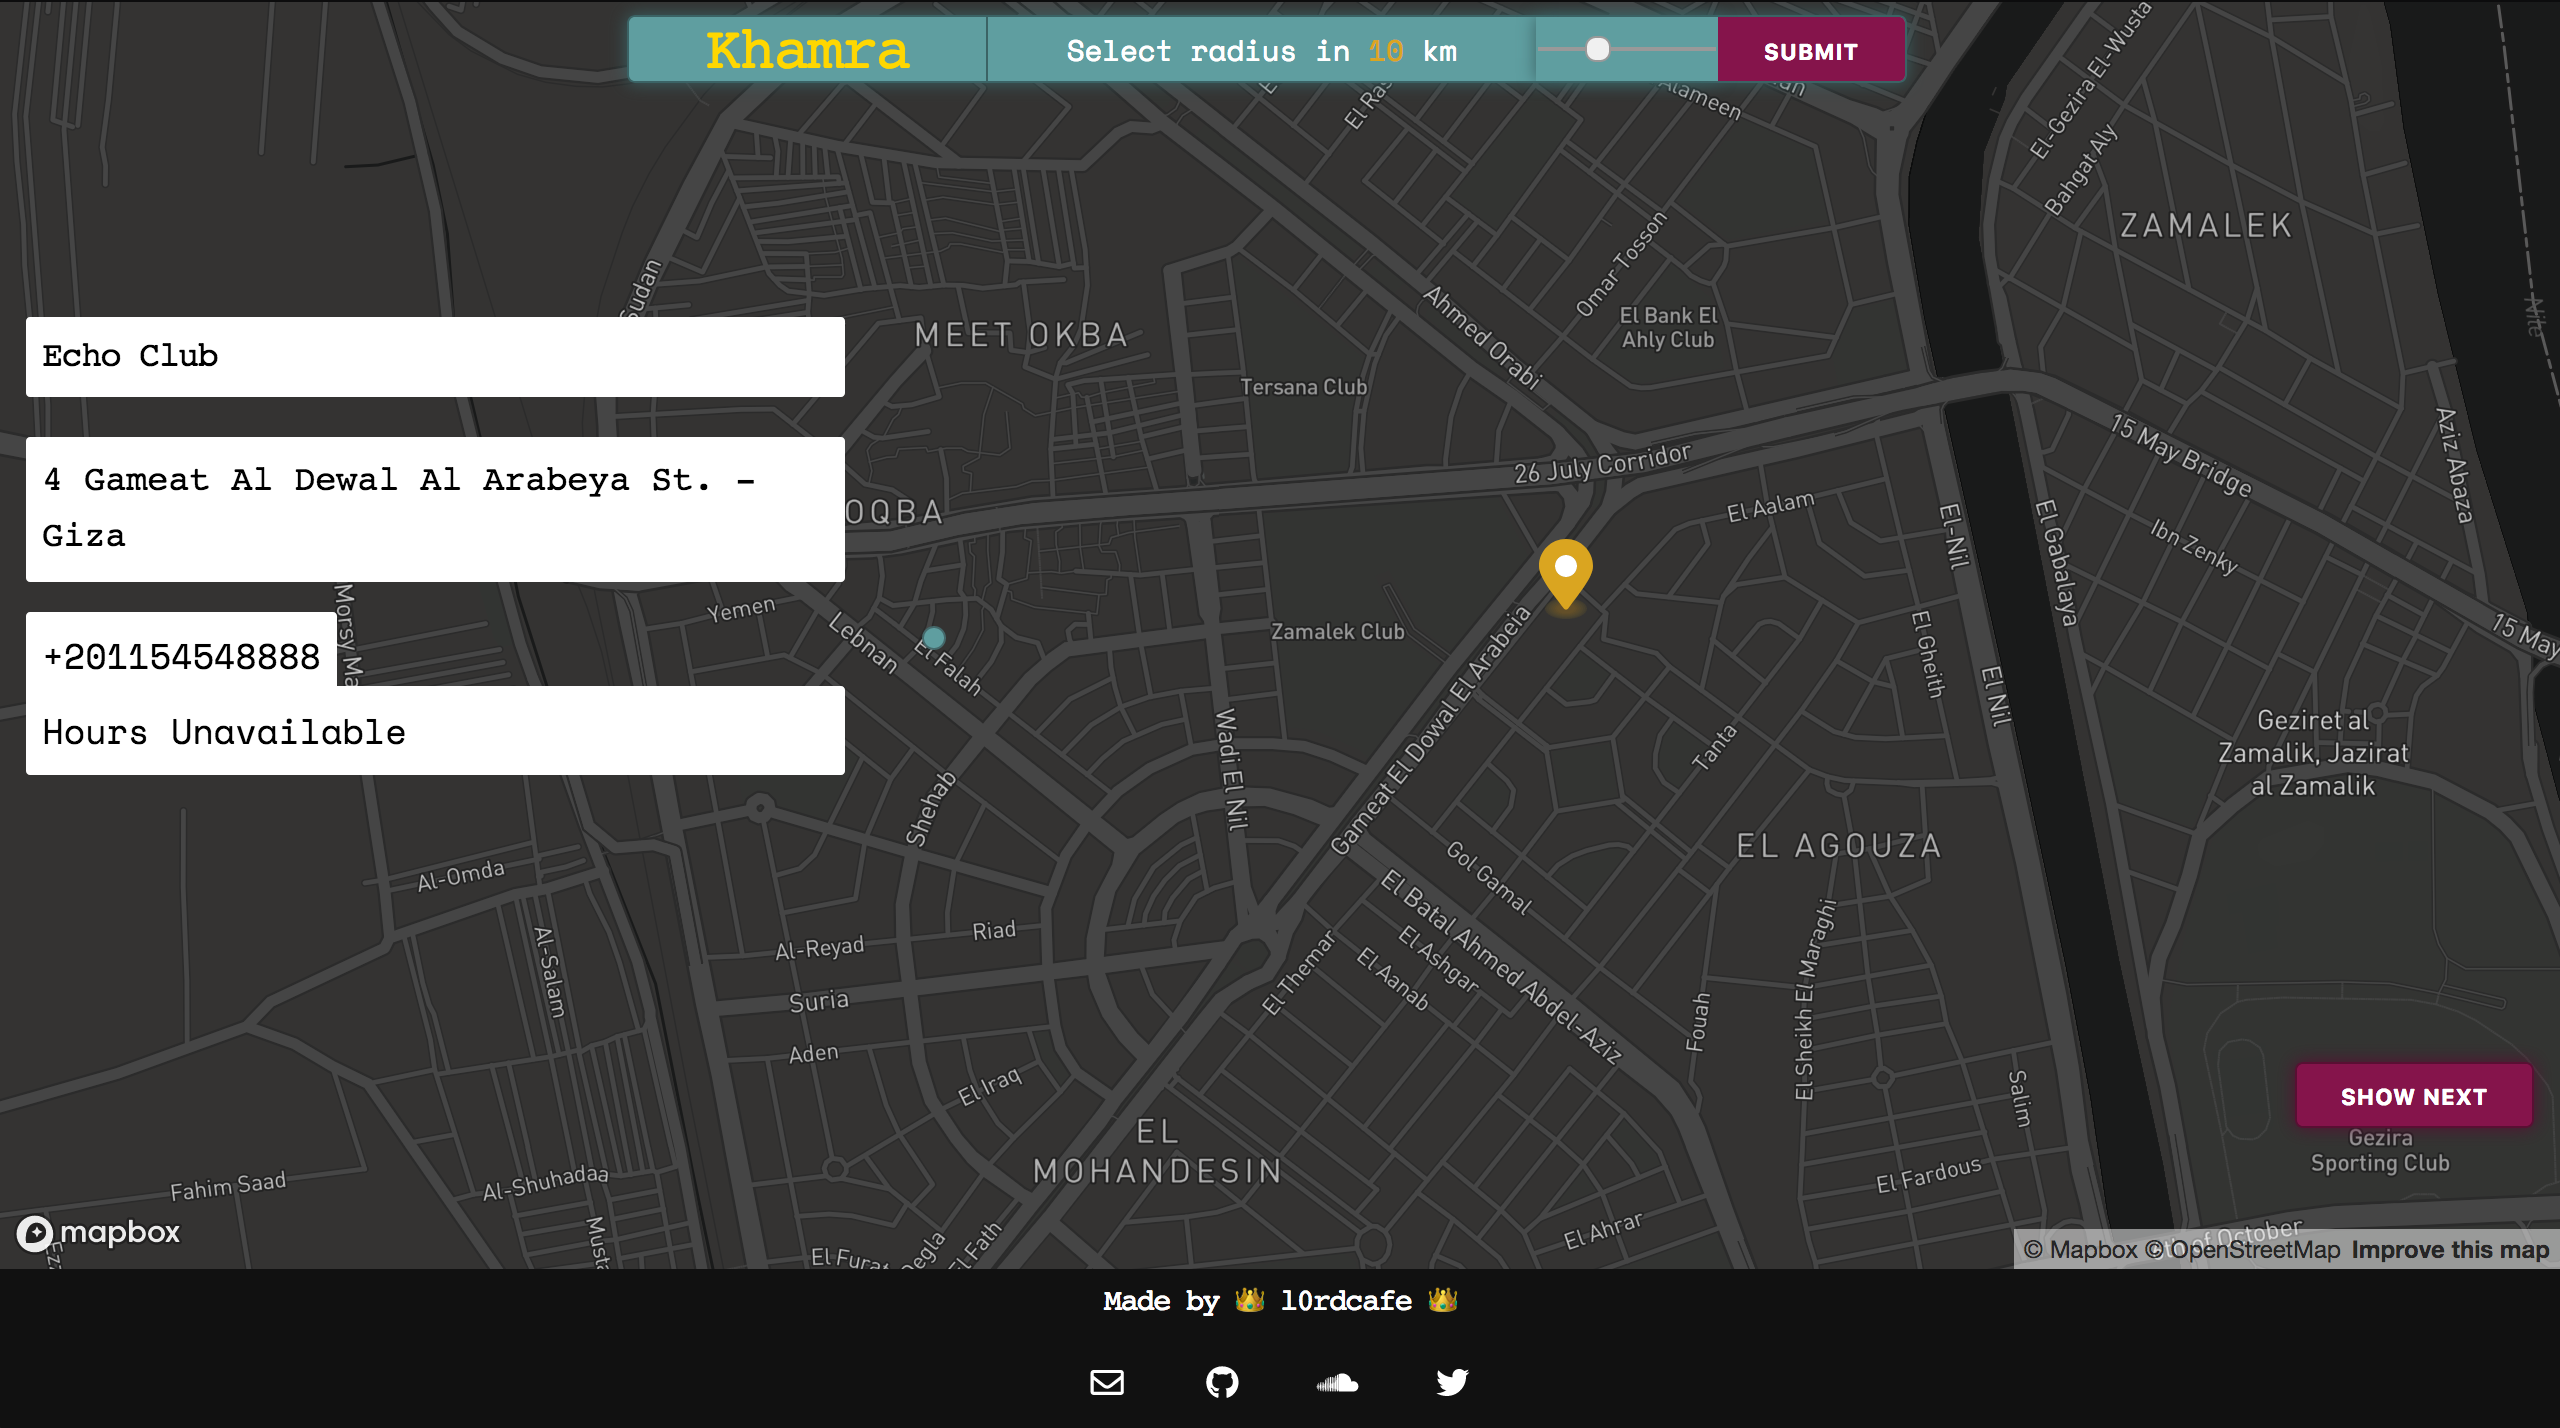 Khamra
Select radius in 10 km
SUBMIT
Alameen
El-Gezira El-Wusta
Bahgat Aly
ZAMALEK
Omar Tosson
Sudan
Ahmed Orabi
El Bank El
Ahly Club
MEET OKBA
Tersana Club
Echo Club
4 Gameat Al Dewal Al Arabeya St. -
Giza
+201154548888
Hours Unavailable
OQBA
26 July Corridor
15 May Bridge
Aziz Abaza
Nile
El Aalam
El-Nil
El Gabalaya
Ibn Zenky
15 May
Yemen
Lebnan
El Falah
Zamalek Club
Gameat El Dowal El Arabeia
El Gheith
El Nil
Wadi El Nil
Tanta
Geziret al
Zamalik, Jazirat
al Zamalik
Shehab
EL AGOUZA
Gol Gamal
Al-Omda
El Batal Ahmed Abdel-Aziz
El Ashgar
El Aanab
El Themar
Al-Salam
Al-Reyad
Riad
Suria
Aden
El Iraq
Fouah
El Sheikh El Maraghi
Salim
SHOW NEXT
Gezira
Sporting Club
EL
MOHANDESIN
Fahim Saad
Al-Shuhadaa
El Fardous
El Ahrar
El Fath
mapbox
© Mapbox © OpenStreetMap Improve this map
Made by 👑 l0rdcafe 👑